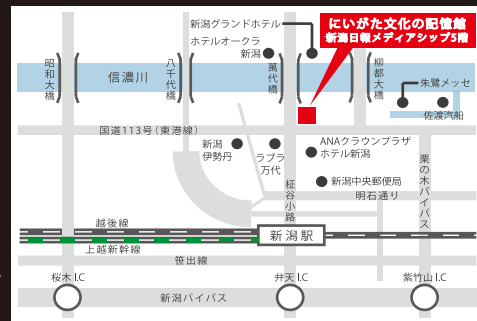 新潟グランドホテル
ホテルオークラ
新潟
にいがた文化の記憶館
新潟日報メディアシップ5階
昭和大橋
信濃川
八千代橋
萬代橋
柳都大橋
朱鷺メッセ
佐渡汽船
国道113号(東港線)
新潟
伊勢丹
ラブラ
万代
ANAクラウンプラザ
ホテル新潟
新潟中央郵便局
明石通り
柾谷小路
栗の木バイパス
越後線
新潟駅
上越新幹線
笹出線
桜木I.C
弁天I.C
紫竹山I.C
新潟バイパス